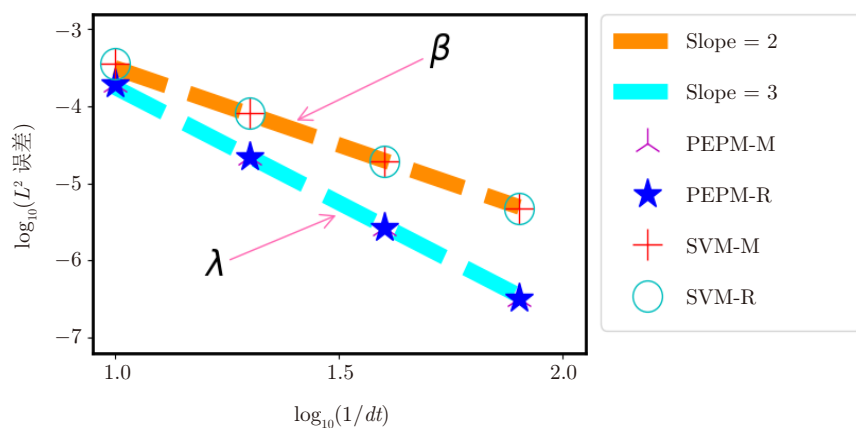 −3
−4
−5
−6
−7
log₁₀(L² 误差)
β
λ
1.0
1.5
2.0
log₁₀(1/dt)
Slope = 2
Slope = 3
PEPM-M
PEPM-R
SVM-M
SVM-R